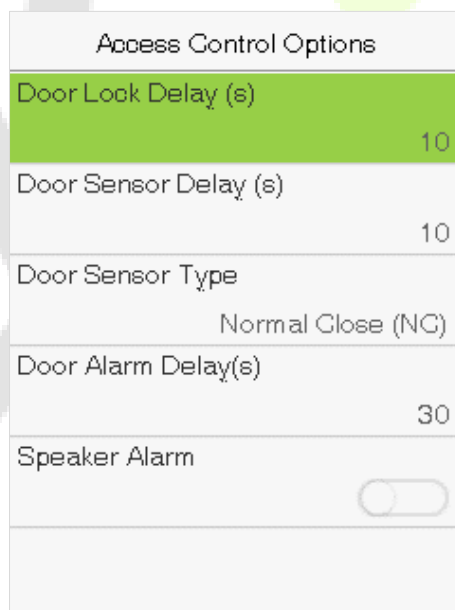 Access Control Options
Door Lock Delay (s)
10
Door Sensor Delay (s)
10
Door Sensor Type
Normal Close (NC)
Door Alarm Delay(s)
30
Speaker Alarm